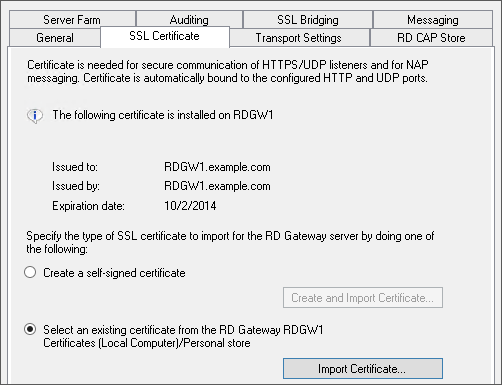 Server Farm Auditing SSL Bridging Messaging
General SSL Certificate Transport Settings RD CAP Store
Certificate is needed for secure communication of HTTPS/UDP listeners and for NAP
messaging. Certificate is automatically bound to the configured HTTP and UDP ports.
The following certificate is installed on RDGW1
Issued to: RDGW1.example.com
Issued by: RDGW1.example.com
Expiration date: 10/2/2014
Specify the type of SSL certificate to import for the RD Gateway server by doing one of
the following:
Create a self-signed certificate
Create and Import Certificate...
Select an existing certificate from the RD Gateway RDGW1
Certificates (Local Computer)/Personal store
Import Certificate...